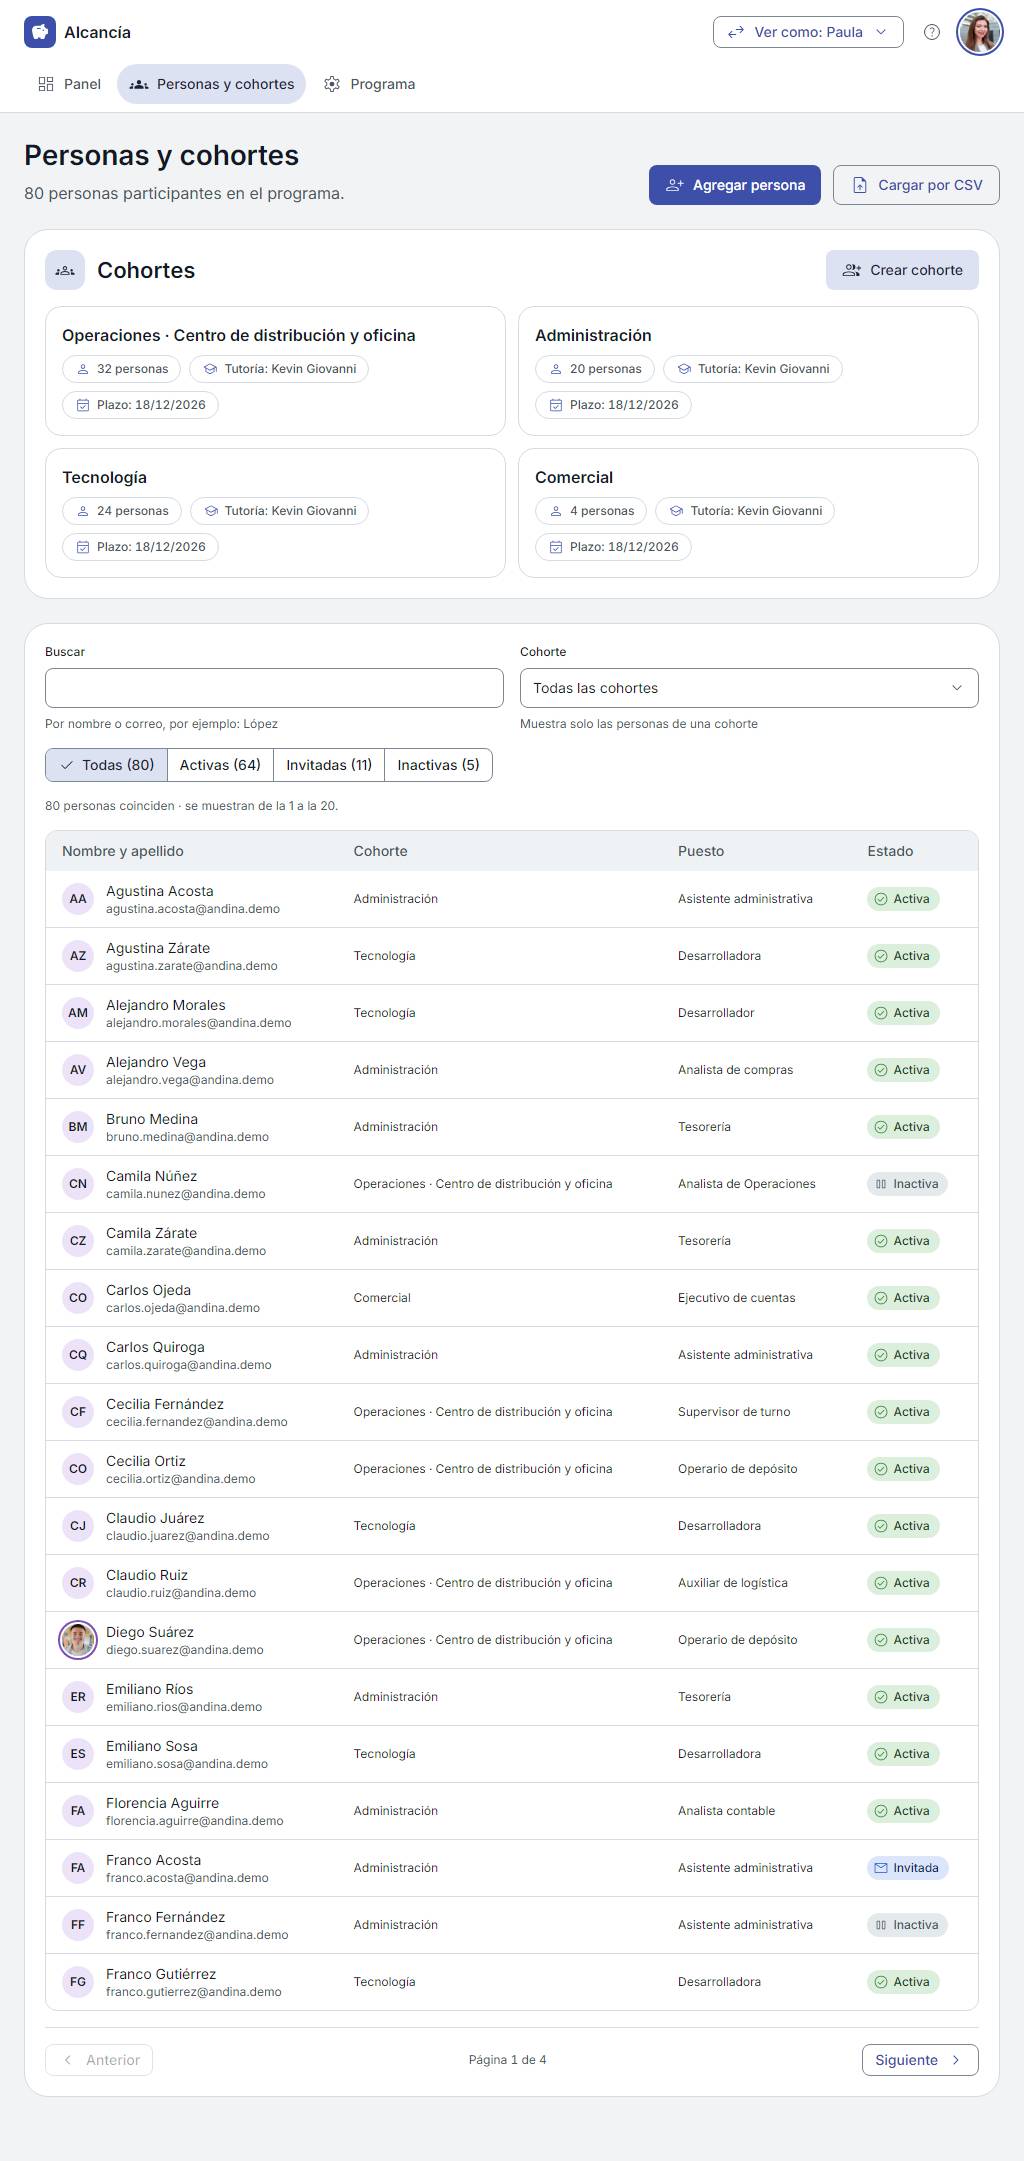 Alcancía
Ver como: Paula
Panel
Personas y cohortes
Programa
Personas y cohortes
80 personas participantes en el programa.
Agregar persona
Cargar por CSV
Cohortes
Crear cohorte
Operaciones · Centro de distribución y oficina
32 personas
Tutoría: Kevin Giovanni
Plazo: 18/12/2026
Administración
20 personas
Tutoría: Kevin Giovanni
Plazo: 18/12/2026
Tecnología
24 personas
Tutoría: Kevin Giovanni
Plazo: 18/12/2026
Comercial
4 personas
Tutoría: Kevin Giovanni
Plazo: 18/12/2026
Buscar
Por nombre o correo, por ejemplo: López
Cohorte
Todas las cohortes
Muestra solo las personas de una cohorte
Todas (80)
Activas (64)
Invitadas (11)
Inactivas (5)
80 personas coinciden · se muestran de la 1 a la 20.
Nombre y apellido Cohorte Puesto Estado
AA Agustina Acosta Administración Asistente administrativa Activa
agustina.acosta@andina.demo
AZ Agustina Zárate Tecnología Desarrolladora Activa
agustina.zarate@andina.demo
AM Alejandro Morales Tecnología Desarrollador Activa
alejandro.morales@andina.demo
AV Alejandro Vega Administración Analista de compras Activa
alejandro.vega@andina.demo
BM Bruno Medina Administración Tesorería Activa
bruno.medina@andina.demo
CN Camila Núñez Operaciones · Centro de distribución y oficina Analista de Operaciones Inactiva
camila.nunez@andina.demo
CZ Camila Zárate Administración Tesorería Activa
camila.zarate@andina.demo
CO Carlos Ojeda Comercial Ejecutivo de cuentas Activa
carlos.ojeda@andina.demo
CQ Carlos Quiroga Administración Asistente administrativa Activa
carlos.quiroga@andina.demo
CF Cecilia Fernández Operaciones · Centro de distribución y oficina Supervisor de turno Activa
cecilia.fernandez@andina.demo
CO Cecilia Ortiz Operaciones · Centro de distribución y oficina Operario de depósito Activa
cecilia.ortiz@andina.demo
CJ Claudio Juárez Tecnología Desarrolladora Activa
claudio.juarez@andina.demo
CR Claudio Ruiz Operaciones · Centro de distribución y oficina Auxiliar de logística Activa
claudio.ruiz@andina.demo
Diego Suárez Operaciones · Centro de distribución y oficina Operario de depósito Activa
diego.suarez@andina.demo
ER Emiliano Ríos Administración Tesorería Activa
emiliano.rios@andina.demo
ES Emiliano Sosa Tecnología Desarrolladora Activa
emiliano.sosa@andina.demo
FA Florencia Aguirre Administración Analista contable Activa
florencia.aguirre@andina.demo
FA Franco Acosta Administración Asistente administrativa Invitada
franco.acosta@andina.demo
FF Franco Fernández Administración Asistente administrativa Inactiva
franco.fernandez@andina.demo
FG Franco Gutiérrez Tecnología Desarrolladora Activa
franco.gutierrez@andina.demo
Anterior
Página 1 de 4
Siguiente